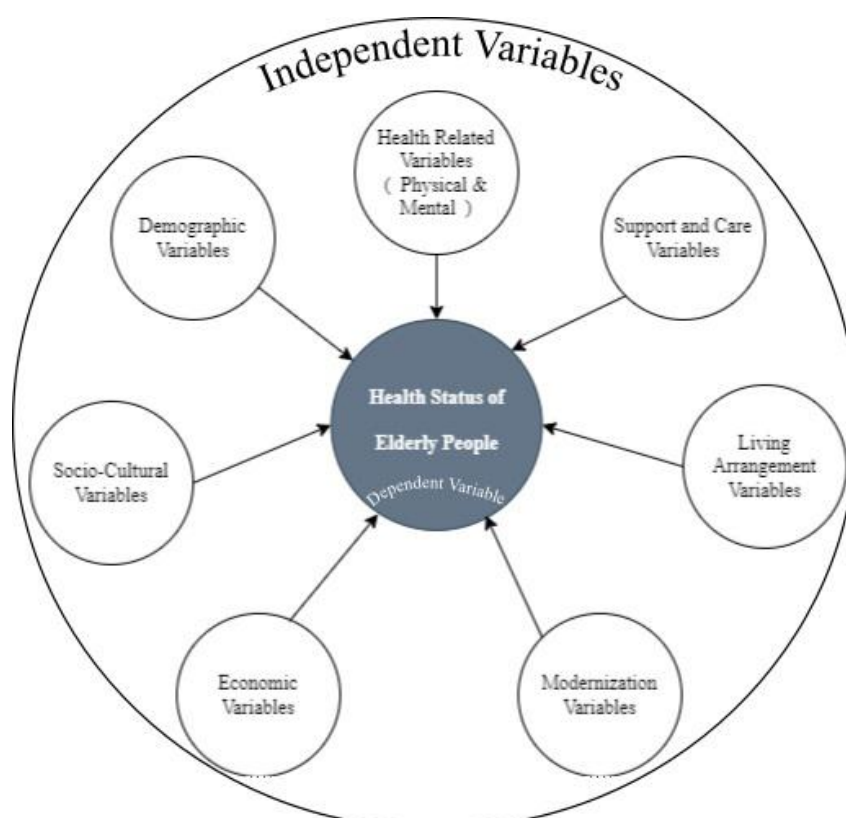 Independent Variables
Health Related
Variables
( Physical &
Mental )
Demographic
Variables
Support and Care
Variables
Health Status of
Elderly People
Dependent Variable
Socio-Cultural
Variables
Living
Arrangement
Variables
Economic
Variables
Modernization
Variables